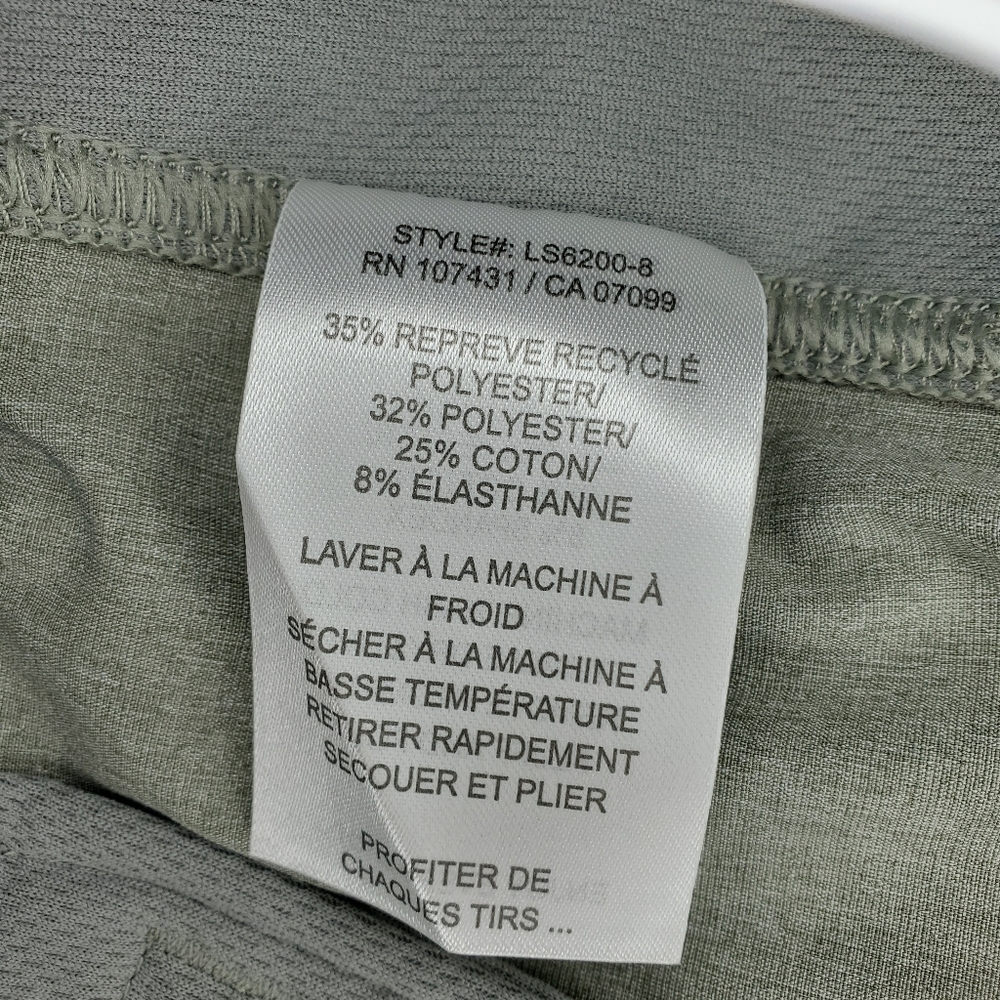 STYLE#: LS6200-8
RN 107431 / CA 07099
35% REPREVE RECYCLÉ
POLYESTER/
32% POLYESTER/
25% COTON/
8% ÉLASTHANNE
LAVER À LA MACHINE À
FROID
SÉCHER À LA MACHINE À
BASSE TEMPÉRATURE
RETIRER RAPIDEMENT
SECOUER ET PLIER
PROFITER DE
CHAQUES TIRS ...